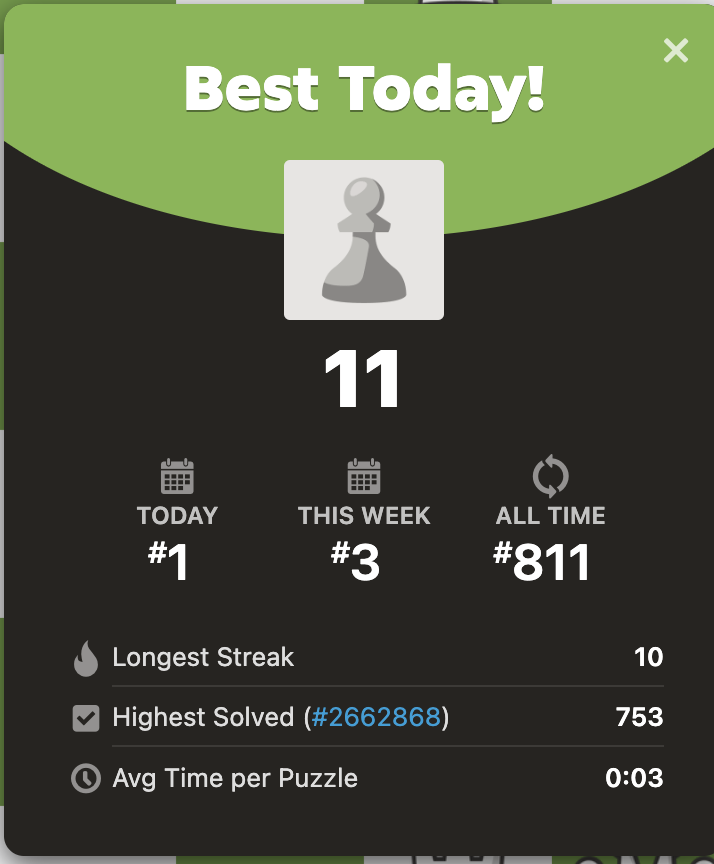 Best Today!
11
TODAY THIS WEEK ALL TIME
#1 #3 #811
Longest Streak 10
Highest Solved (#2662868) 753
Avg Time per Puzzle 0:03